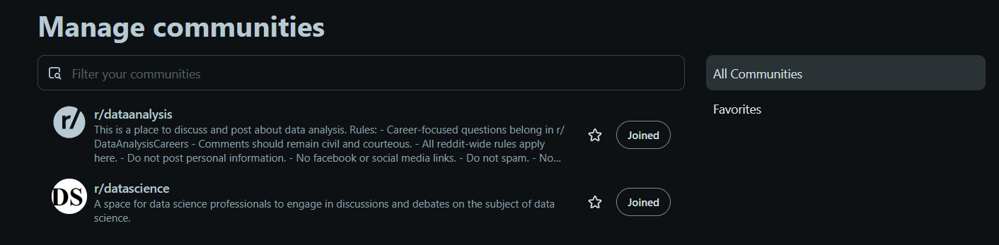 Manage communities
Filter your communities
All Communities
Favorites
r/
r/dataanalysis
This is a place to discuss and post about data analysis. Rules: - Career-focused questions belong in r/
DataAnalysisCareers - Comments should remain civil and courteous. - All reddit-wide rules apply
here. - Do not post personal information. - No facebook or social media links. - Do not spam. - No...
Joined
DS
r/datascience
A space for data science professionals to engage in discussions and debates on the subject of data
science.
Joined